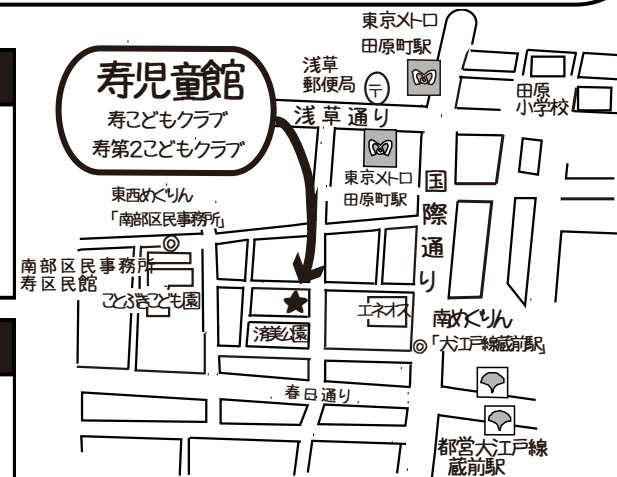 東京メトロ
田原町駅
寿児童館
寿こどもクラブ
寿第2こどもクラブ
浅草
郵便局
〒
田原
小学校
浅草通り
東京メトロ
田原町駅
国際通り
東西めぐりん
「南部区民事務所」
南部区民事務所
寿区民館
ことぶきこども園
済美公園
エネオス
南めぐりん
「大江戸線蔵前駅」
春日通り
都営大江戸線
蔵前駅